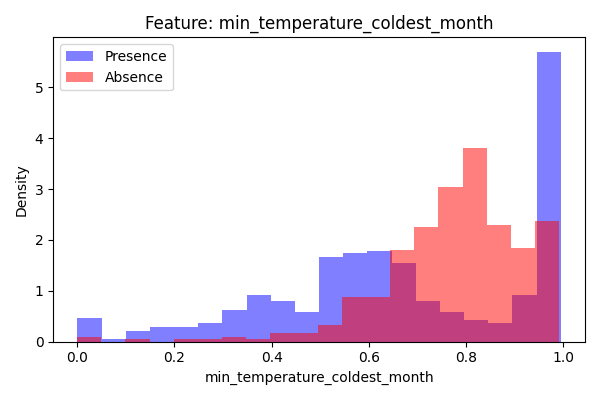 Feature: min_temperature_coldest_month
Presence
Absence
Density
5
4
3
2
1
0
0.0 0.2 0.4 0.6 0.8 1.0
min_temperature_coldest_month